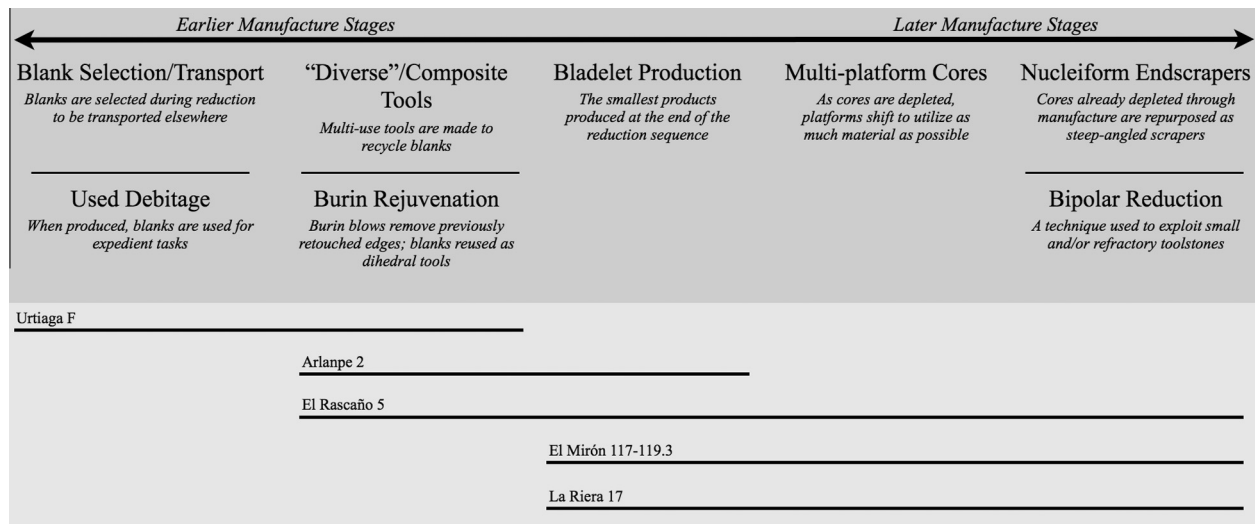 Earlier Manufacture Stages
Later Manufacture Stages
Blank Selection/Transport
Blanks are selected during reduction
to be transported elsewhere
Used Debitage
When produced, blanks are used for
expedient tasks
“Diverse”/Composite
Tools
Multi-use tools are made to
recycle blanks
Burin Rejuvenation
Burin blows remove previously
retouched edges; blanks reused as
dihedral tools
Bladelet Production
The smallest products
produced at the end of the
reduction sequence
Multi-platform Cores
As cores are depleted,
platforms shift to utilize as
much material as possible
Nucleiform Endscrapers
Cores already depleted through
manufacture are repurposed as
steep-angled scrapers
Bipolar Reduction
A technique used to exploit small
and/or refractory toolstones
Urtiaga F
Arlanpe 2
El Rascaño 5
El Mirón 117-119.3
La Riera 17